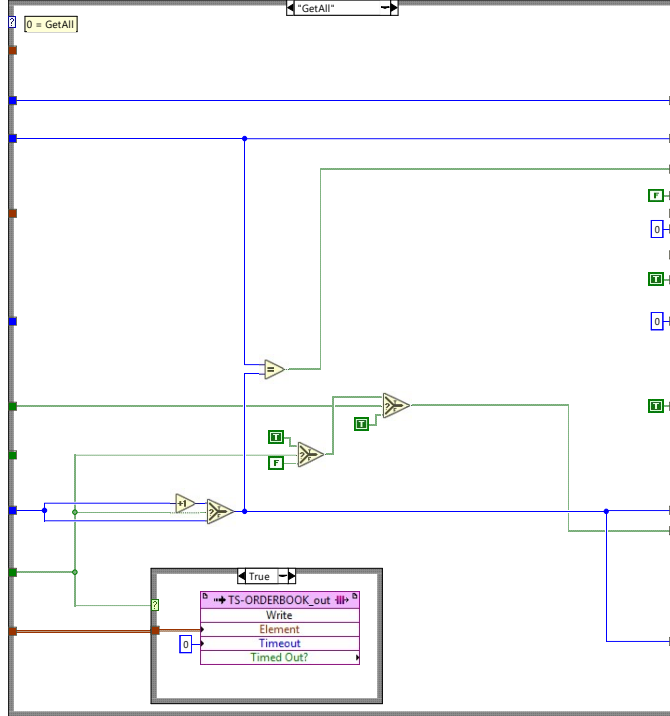 "GetAll"
?
0 = GetAll
F
0
T
0
=
?
T
F
T
T
T
?
T
F
F
+1
?
T
F
True
?
TS-ORDERBOOK_out
Write
Element
0
Timeout
Timed Out?